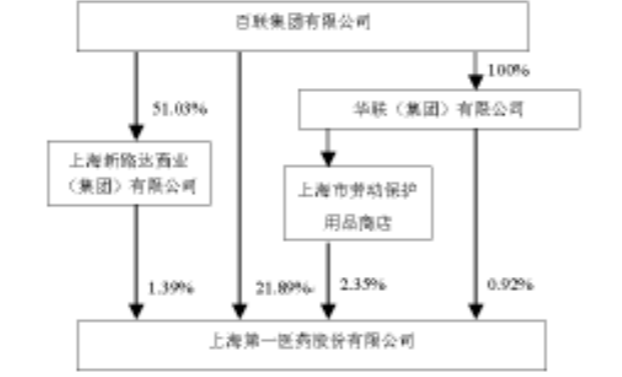 百联集团有限公司
100%
51.03%
华联（集团）有限公司
上海新路达商业
（集团）有限公司
上海市劳动保护
用品商店
1.39%
21.89%
2.35%
0.92%
上海第一医药股份有限公司